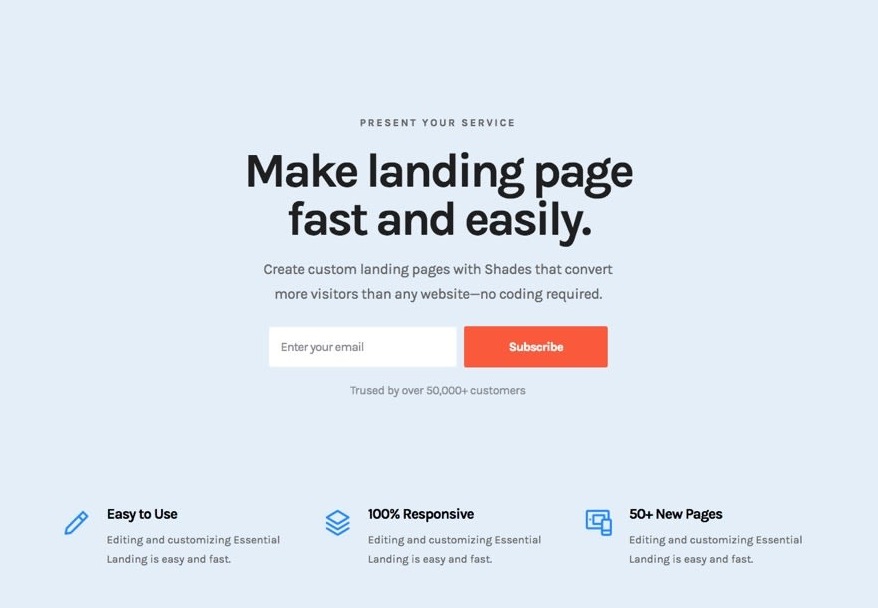 PRESENT YOUR SERVICE
Make landing page
fast and easily.
Create custom landing pages with Shades that convert
more visitors than any website—no coding required.
Enter your email
Subscribe
Trused by over 50,000+ customers
Easy to Use
Editing and customizing Essential
Landing is easy and fast.
100% Responsive
Editing and customizing Essential
Landing is easy and fast.
50+ New Pages
Editing and customizing Essential
Landing is easy and fast.